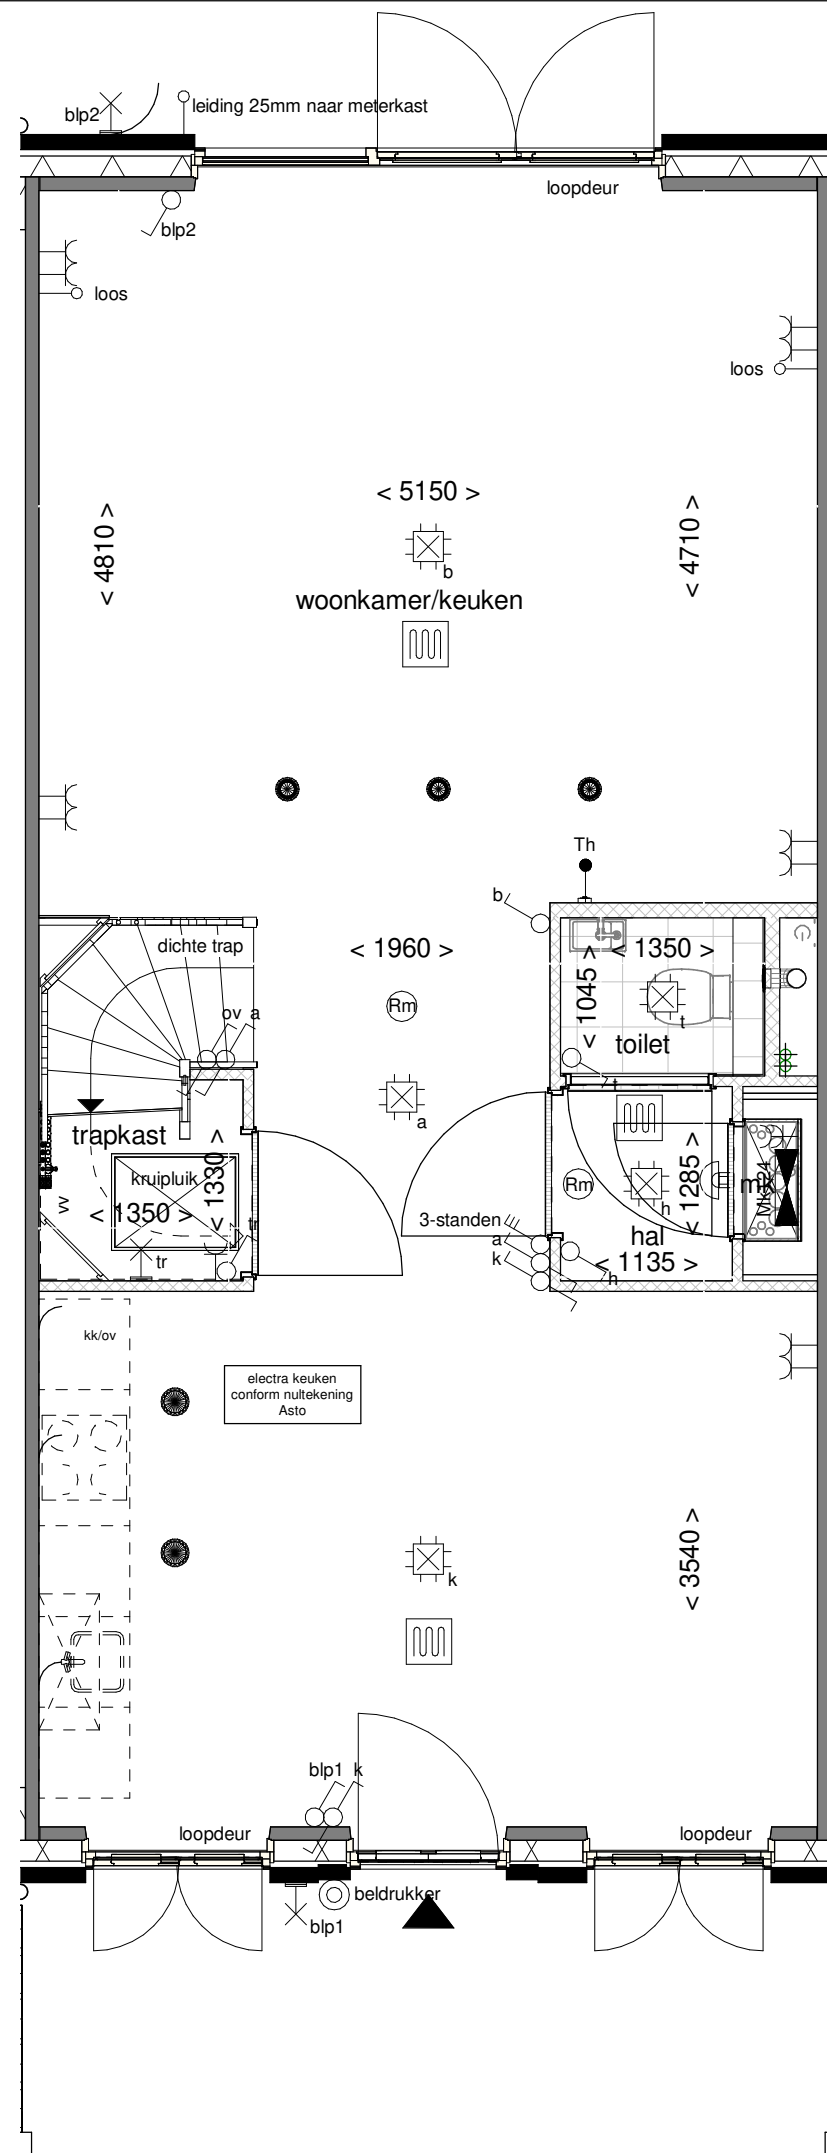 blp2
leiding 25mm naar meterkast
loopdeur
blp2
loos
loos
< 5150 >
< 4810 >
< 4710 >
b
woonkamer/keuken
Th
b
dichte trap
< 1960 >
< 1350 >
< 1045 >
ov a
Rm
t
toilet
t
a
trapkast
kruipluik
< 1330 >
vv
< 1350 >
tr
tr
Rm
h
< 1285 >
mk
3-standen
a
k
hal
< 1135 >
h
kk/ov
electra keuken
conform nultekening
Asto
< 3540 >
k
blp1 k
loopdeur
loopdeur
beldrukker
blp1